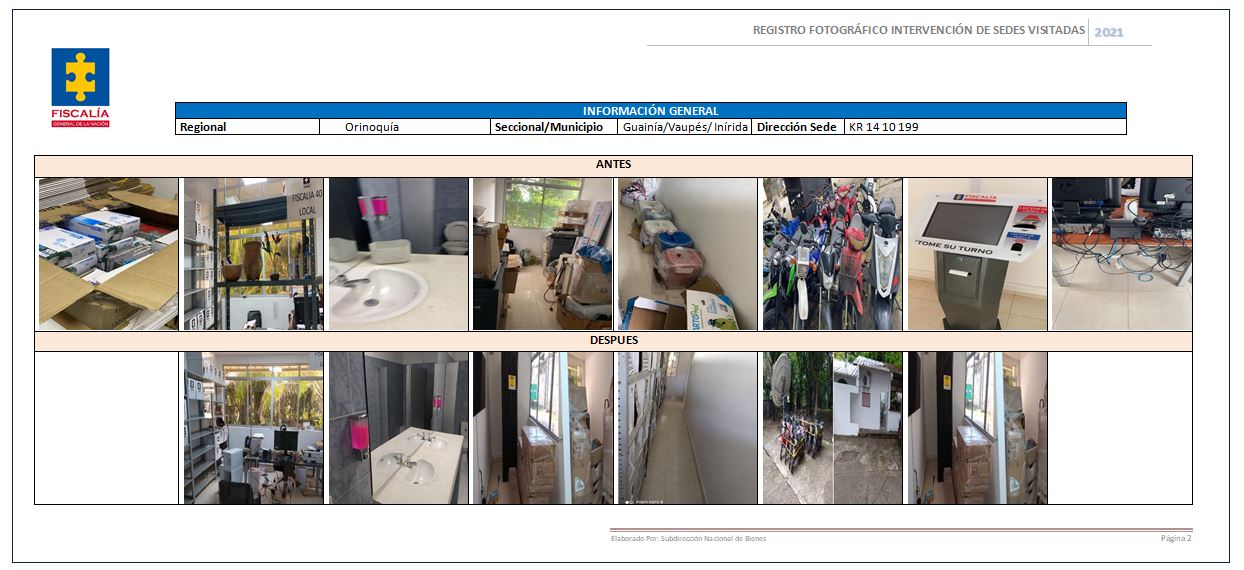 REGISTRO FOTOGRÁFICO INTERVENCIÓN DE SEDES VISITADAS 2021
FISCALÍA
GENERAL DE LA NACIÓN
INFORMACIÓN GENERAL
Regional Orinoquía Seccional/Municipio Guainía/Vaupés/ Inírida Dirección Sede KR 14 10 199
ANTES
FISCALIA 40
LOCAL
FISCALÍA
TOME SU TURNO
DESPUES
Elaborado Por: Subdirección Nacional de Bienes
Página 2